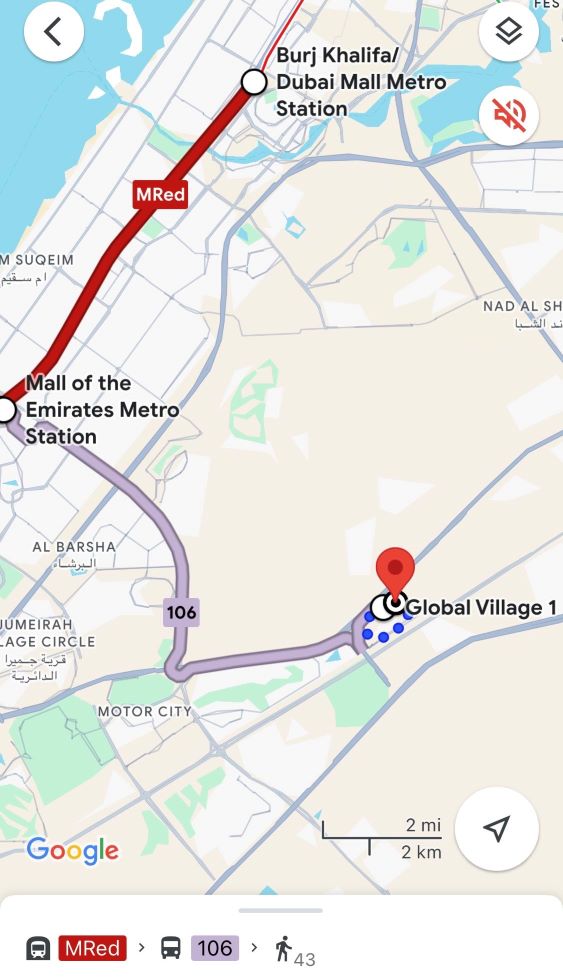 FES
Burj Khalifa/
Dubai Mall Metro
Station
MRed
M SUQEIM
ام سقيم
NAD AL SH
ند الشبا
Mall of the
Emirates Metro
Station
AL BARSHA
البرشاء
106
Global Village 1
JUMEIRAH
LAGE CIRCLE
قرية جميرا
الدائرية
MOTOR CITY
2 mi
2 km
Google
MRed > 106 > 43